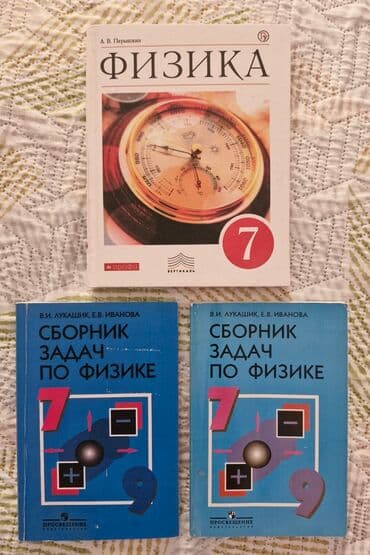 А. В. Перышкин
ФИЗИКА
7
дрофа
ВЕРТИКАЛЬ
В.И. ЛУКАШИК, Е.В. ИВАНОВА
СБОРНИК
ЗАДАЧ
ПО ФИЗИКЕ
7
9
ПРОСВЕЩЕНИЕ
В.И. ЛУКАШИК, Е.В. ИВАНОВА
СБОРНИК
ЗАДАЧ
ПО ФИЗИКЕ
7
9
ПРОСВЕЩЕНИЕ